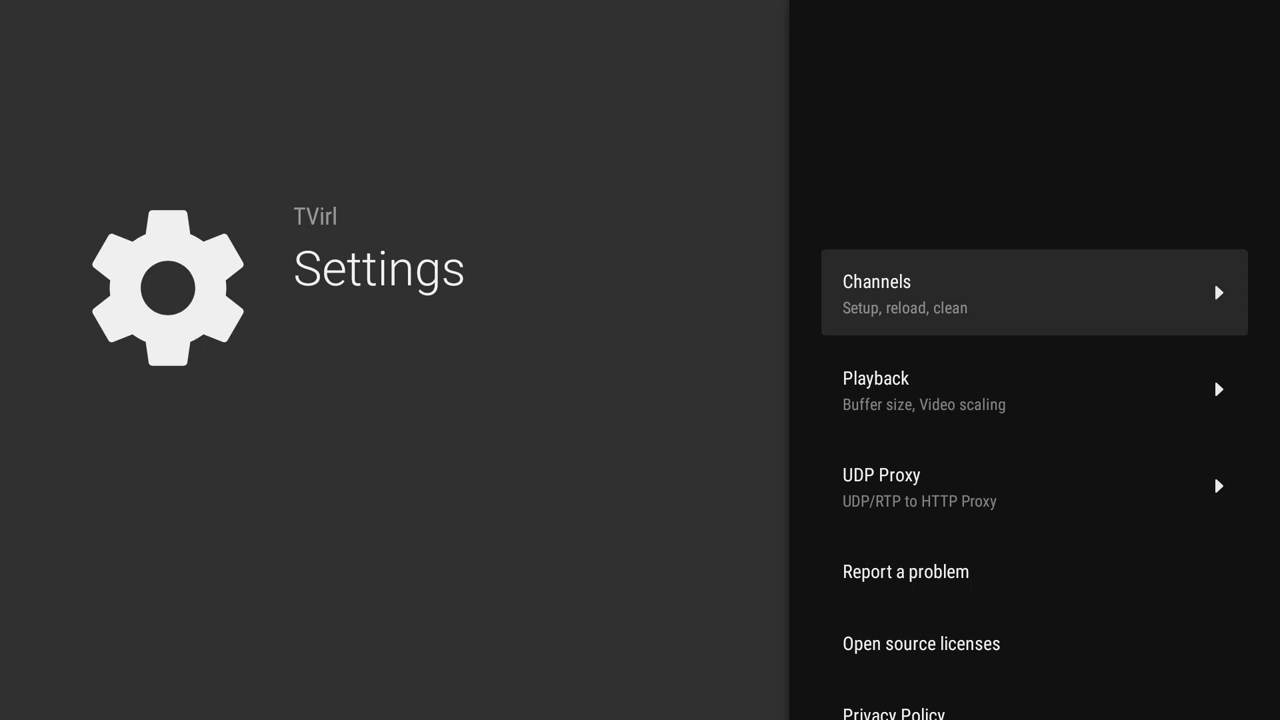 TVirl
Settings
Channels
Setup, reload, clean
Playback
Buffer size, Video scaling
UDP Proxy
UDP/RTP to HTTP Proxy
Report a problem
Open source licenses
Privacy Policy